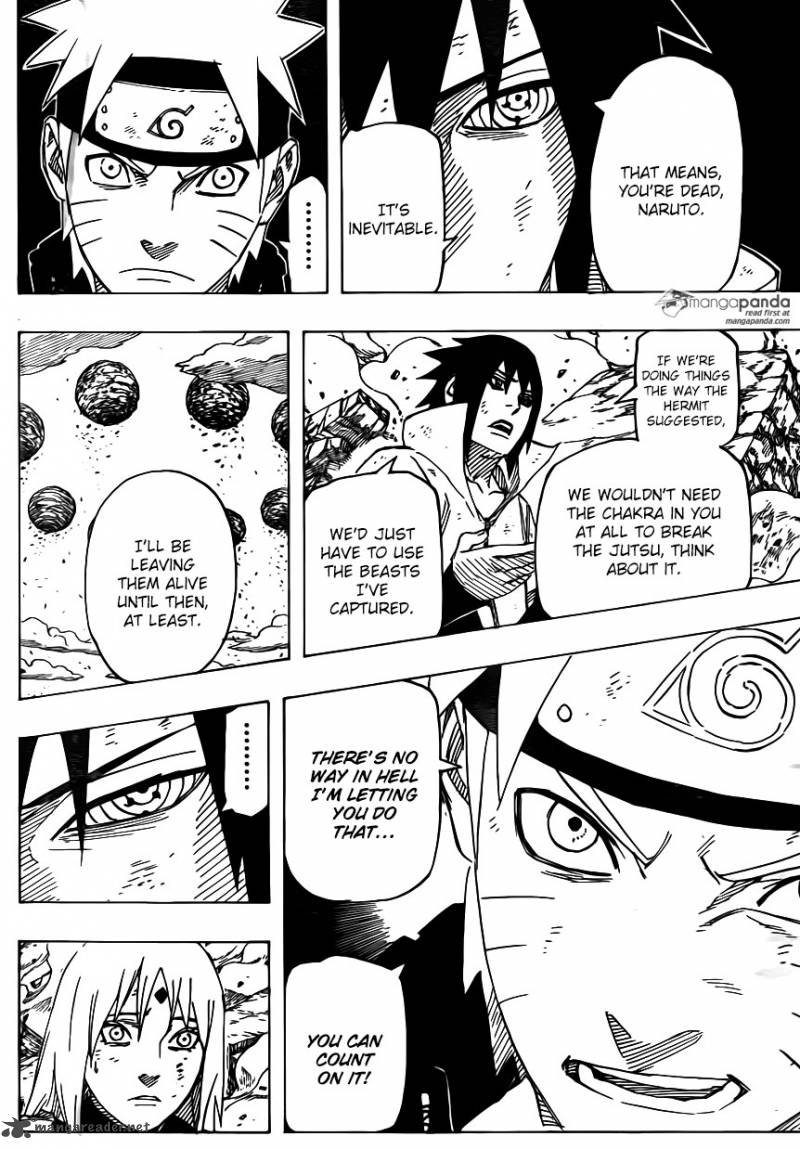 THAT MEANS,
YOU'RE DEAD,
NARUTO.
IT'S
INEVITABLE.
........
mangapanda
read first at
mangapanda.com
IF WE'RE
DOING THINGS
THE WAY THE
HERMIT
SUGGESTED,
WE WOULDN'T NEED
THE CHAKRA IN YOU
AT ALL TO BREAK
THE JUTSU, THINK
ABOUT IT.
WE'D JUST
HAVE TO USE
THE BEASTS
I'VE
CAPTURED.
I'LL BE
LEAVING
THEM ALIVE
UNTIL THEN,
AT LEAST.
........
THERE'S NO
WAY IN HELL
I'M LETTING
YOU DO
THAT...
YOU CAN
COUNT
ON IT!
mangareader.net